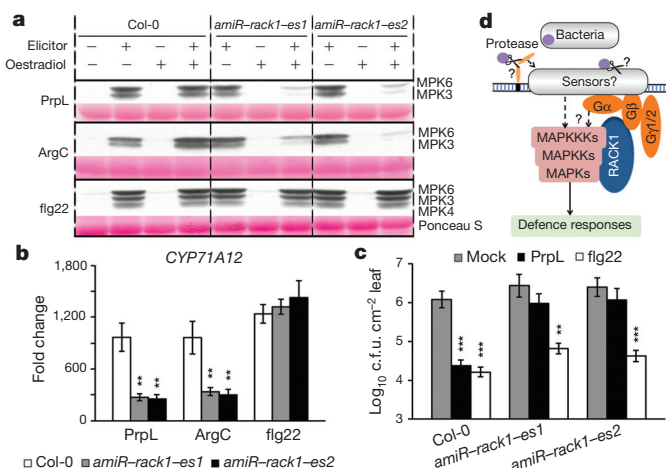 a
Col-0 amiR–rack1–es1 amiR–rack1–es2
Elicitor – + – + – + – + – + – +
Oestradiol – – + + – – + + – – + +
PrpL
MPK6
MPK3
ArgC
MPK6
MPK3
flg22
MPK6
MPK3
MPK4
Ponceau S
b
CYP71A12
Fold change
1,800
1,200
600
0
** ** ** **
PrpL ArgC flg22
Col-0 amiR–rack1–es1 amiR–rack1–es2
c
Mock PrpL flg22
Log10 c.f.u. cm–2 leaf
7
6
5
4
3
*** *** ** ***
Col-0
amiR–rack1–es1
amiR–rack1–es2
d
Bacteria
Protease
?
?
Sensors?
Gα
Gβ
Gγ1/2
?
MAPKKKs
MAPKKs
MAPKs
RACK1
Defence responses